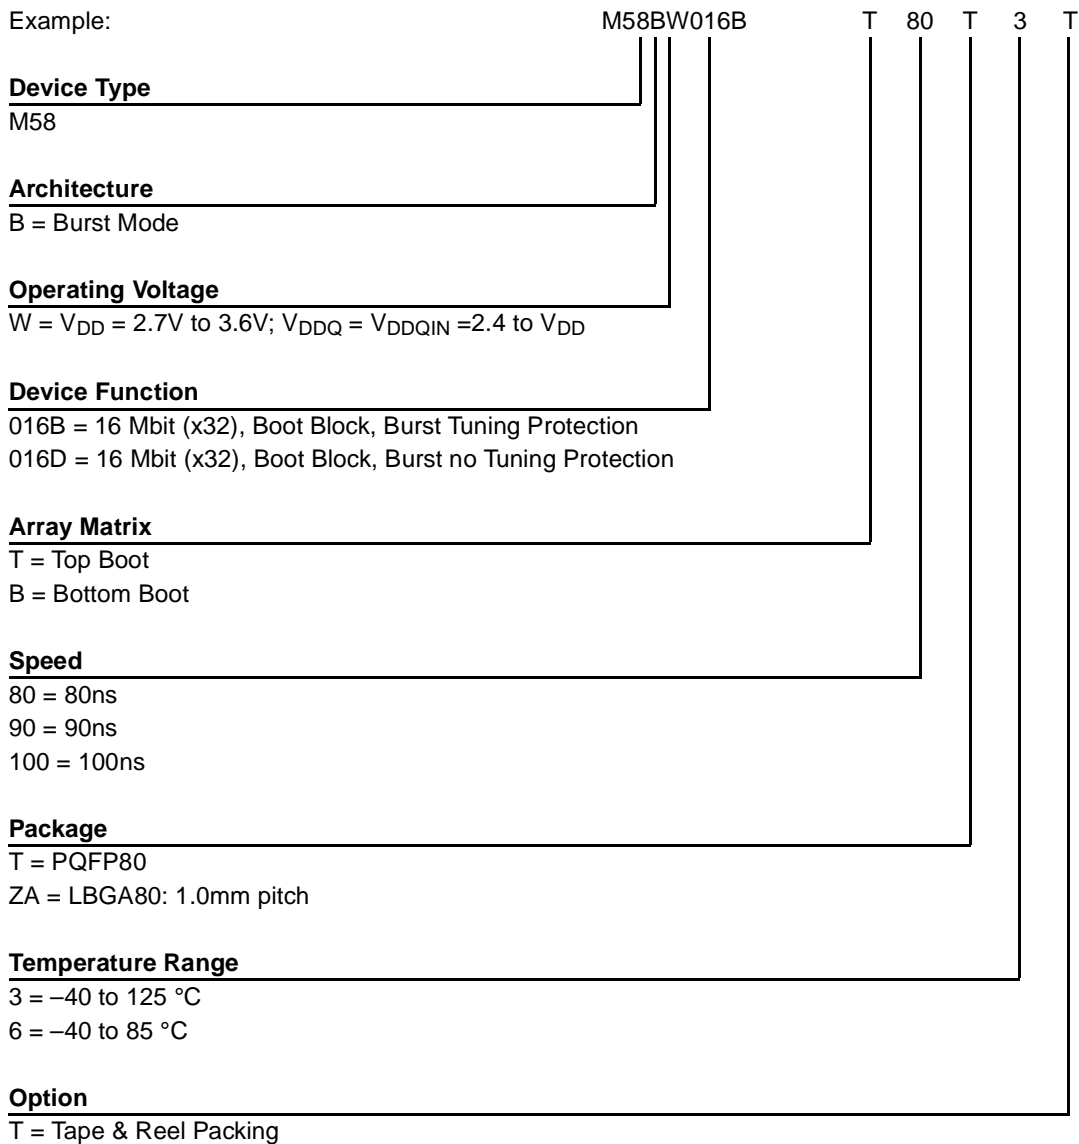 Example: M58BW016B T 80 T 3 T
Device Type
M58
Architecture
B = Burst Mode
Operating Voltage
W = VDD = 2.7V to 3.6V; VDDQ = VDDQIN =2.4 to VDD
Device Function
016B = 16 Mbit (x32), Boot Block, Burst Tuning Protection
016D = 16 Mbit (x32), Boot Block, Burst no Tuning Protection
Array Matrix
T = Top Boot
B = Bottom Boot
Speed
80 = 80ns
90 = 90ns
100 = 100ns
Package
T = PQFP80
ZA = LBGA80: 1.0mm pitch
Temperature Range
3 = –40 to 125 °C
6 = –40 to 85 °C
Option
T = Tape & Reel Packing